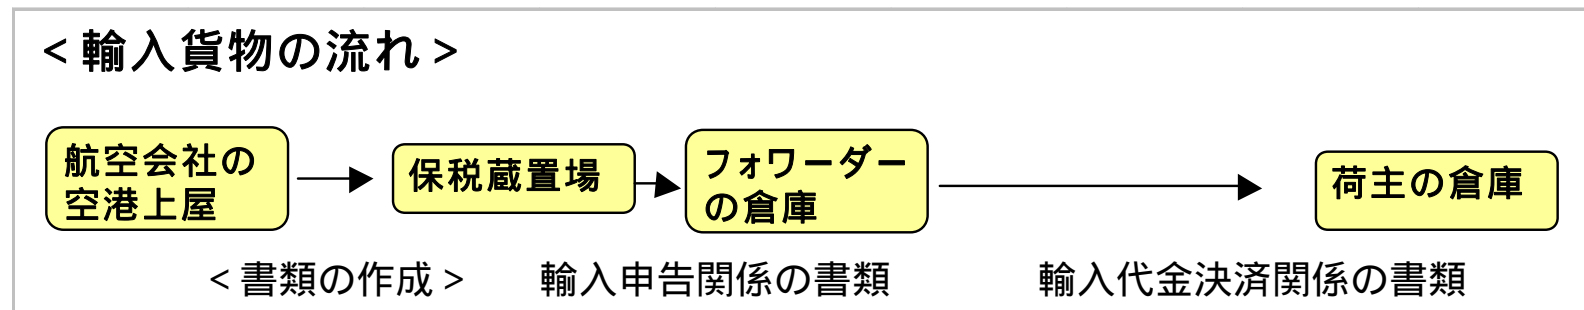 <輸入貨物の流れ>
航空会社の
空港上屋
保税蔵置場
フォワーダー
の倉庫
荷主の倉庫
<書類の作成> 輸入申告関係の書類 輸入代金決済関係の書類